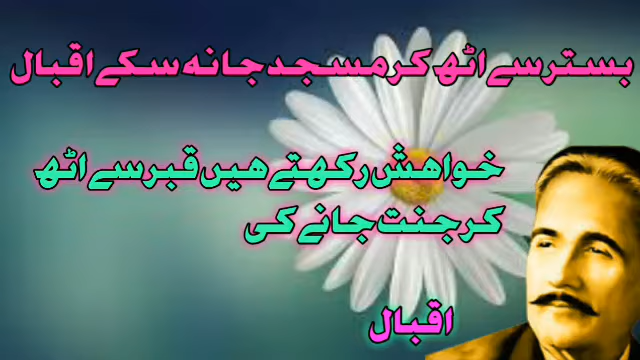 بستر سے اٹھ کر مسجد جا نہ سکے اقبال
خواھش رکھتے ھیں قبر سے اٹھ
کر جنت جانے کی
اقبال